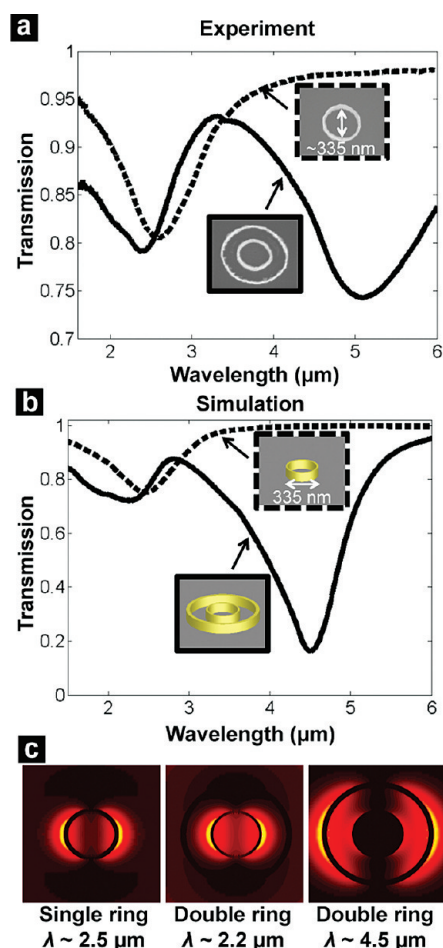 a
Experiment
1
0.95
0.9
0.85
0.8
0.75
0.7
Transmission
~335 nm
2 3 4 5 6
Wavelength (μm)
b
Simulation
1
0.8
0.6
0.4
0.2
0
Transmission
335 nm
2 3 4 5 6
Wavelength (μm)
c
Single ring Double ring Double ring
λ ~ 2.5 μm λ ~ 2.2 μm λ ~ 4.5 μm